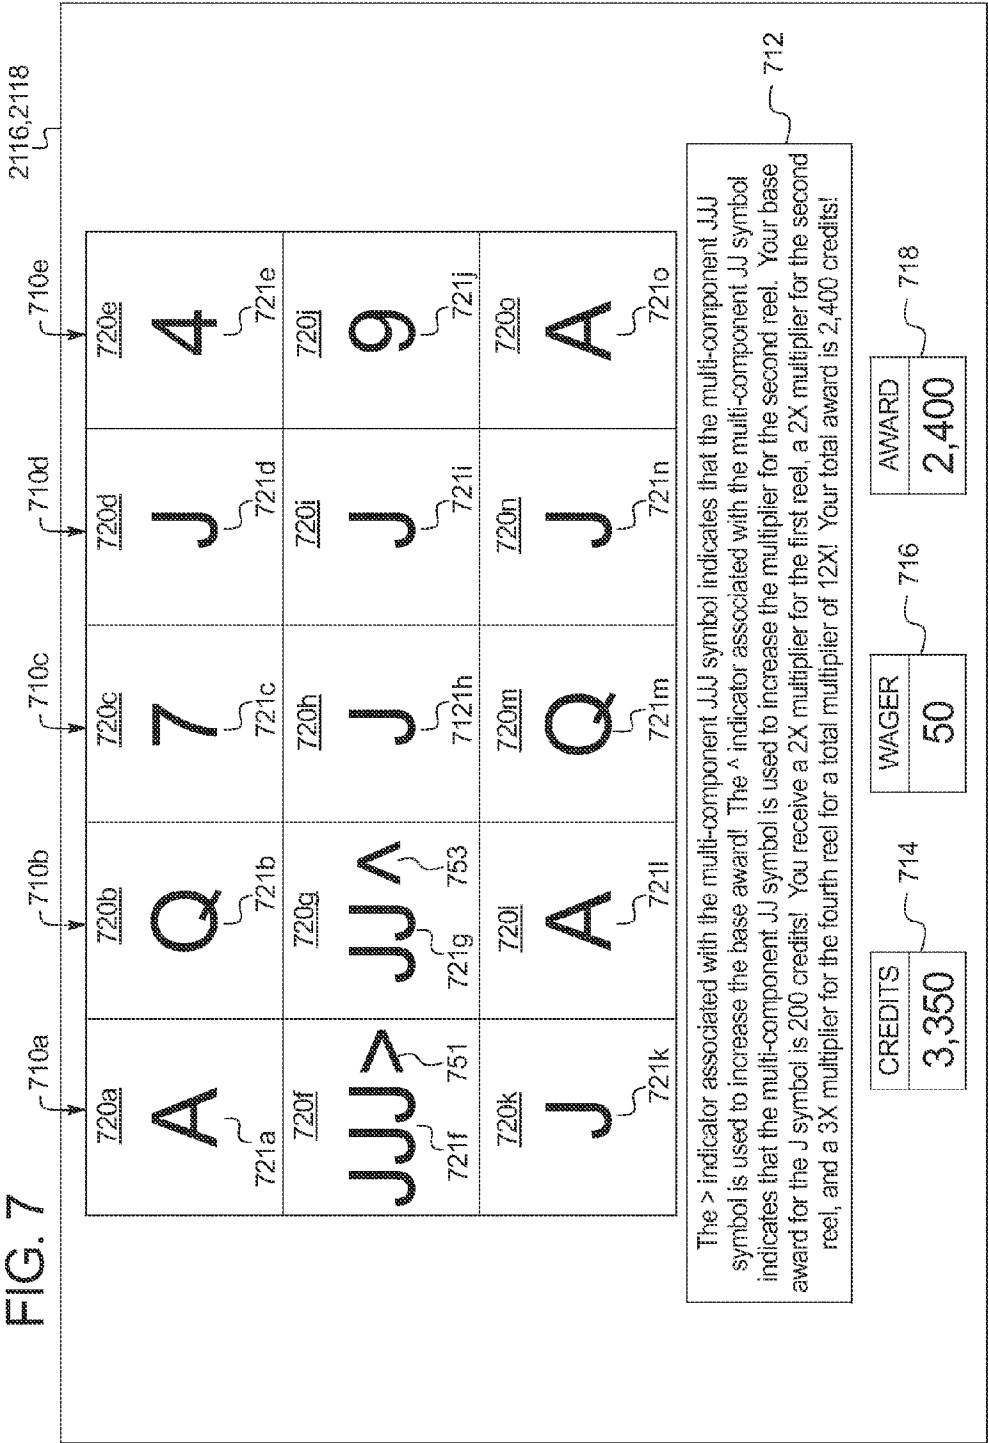 FIG. 7
2116,2118
710a 710b 710c 710d 710e
720a 720b 720c 720d 720e
A Q 7 J 4
721a 721b 721c 721d 721e
720f 720g 720h 720i 720j
JJJ > JJ ^ J J 9
721f 751 721g 753 7121h 721i 721j
720k 720l 720m 720n 720o
J A Q J A
721k 721l 721m 721n 721o
The > indicator associated with the multi-component JJJ symbol indicates that the multi-component JJJ
symbol is used to increase the base award! The ^ indicator associated with the multi-component JJ symbol
indicates that the multi-component JJ symbol is used to increase the multiplier for the second reel. Your base
award for the J symbol is 200 credits! You receive a 2X multiplier for the first reel, a 2X multiplier for the second
reel, and a 3X multiplier for the fourth reel for a total multiplier of 12X! Your total award is 2,400 credits!
712
CREDITS 714 WAGER 716 AWARD 718
3,350 50 2,400